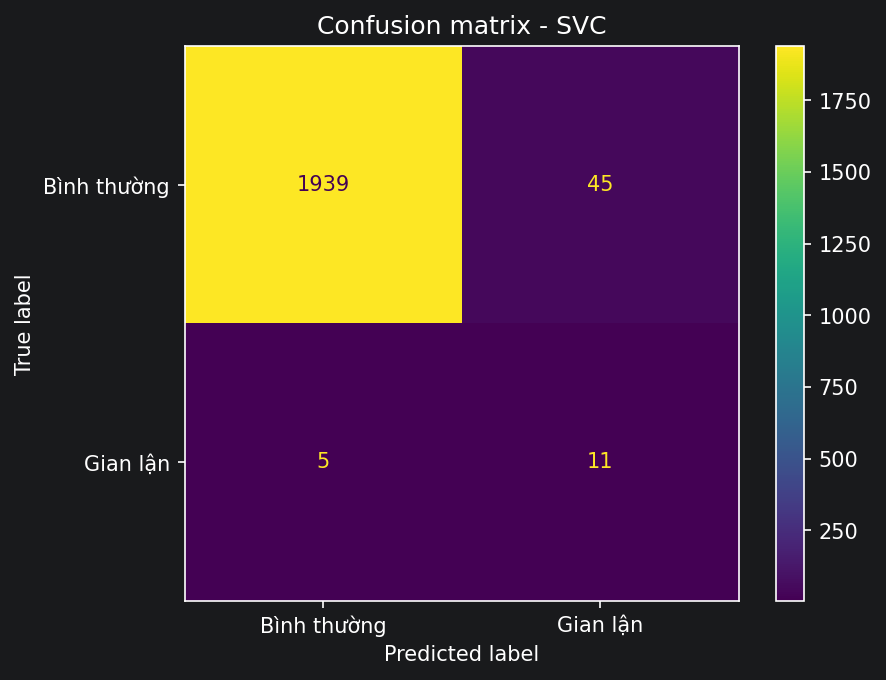 Confusion matrix - SVC
True label
Bình thường
1939
45
Gian lận
5
11
Bình thường
Gian lận
Predicted label
1750
1500
1250
1000
750
500
250